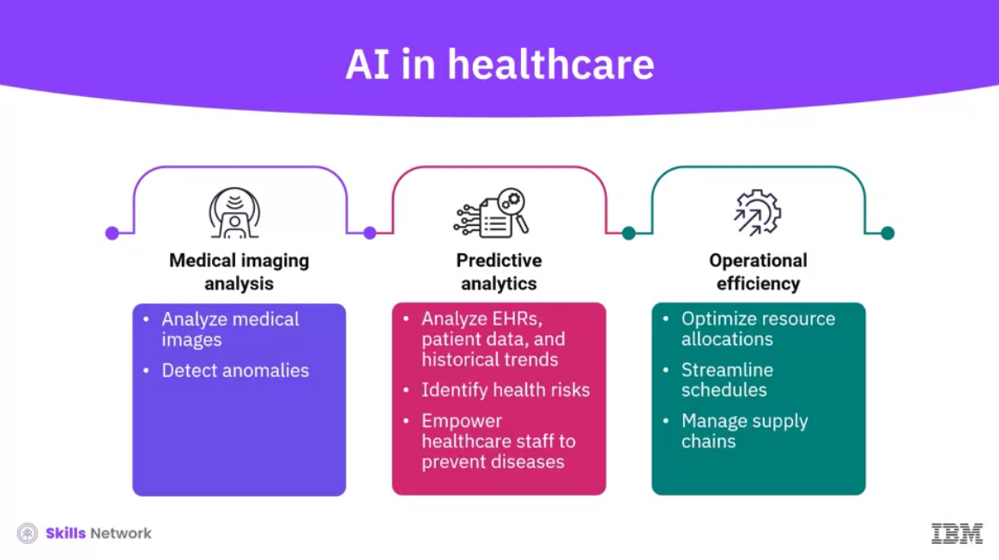 AI in healthcare
Medical imaging
analysis
• Analyze medical
images
• Detect anomalies
Predictive
analytics
• Analyze EHRs,
patient data, and
historical trends
• Identify health risks
• Empower
healthcare staff to
prevent diseases
Operational
efficiency
• Optimize resource
allocations
• Streamline
schedules
• Manage supply
chains
Skills Network
IBM